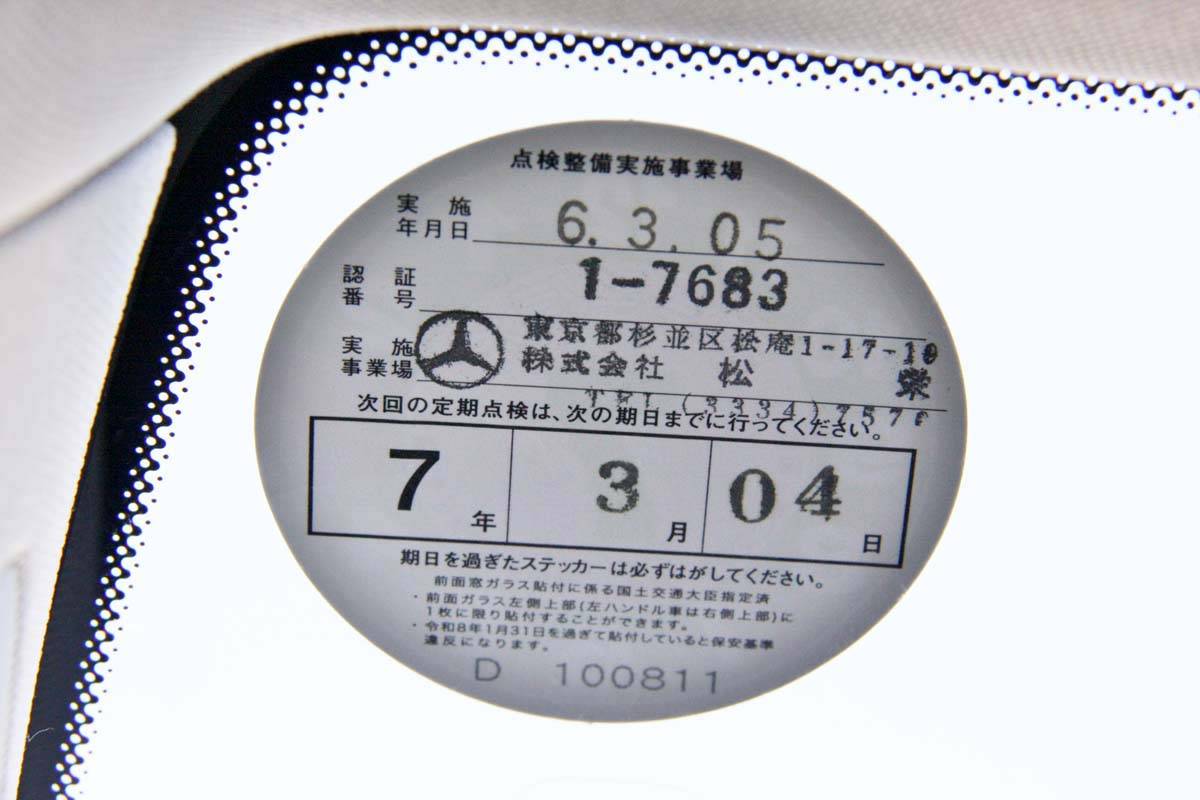 点検整備実施事業場
実施年月日 6.3.05
認証番号 1-7683
東京都杉並区松庵1-17-10
実施事業場 株式会社 松栄
TEL (3334)757
次回の定期点検は、次の期日までに行ってください。
7年 3月 04日
期日を過ぎたステッカーは必ずはがしてください。
前面窓ガラス貼付に係る国土交通大臣指定済
・前面ガラス左側上部(左ハンドル車は右側上部)に
1枚に限り貼付することができます。
・令和8年1月31日を過ぎて貼付していると保安基準
違反になります。
D 100811